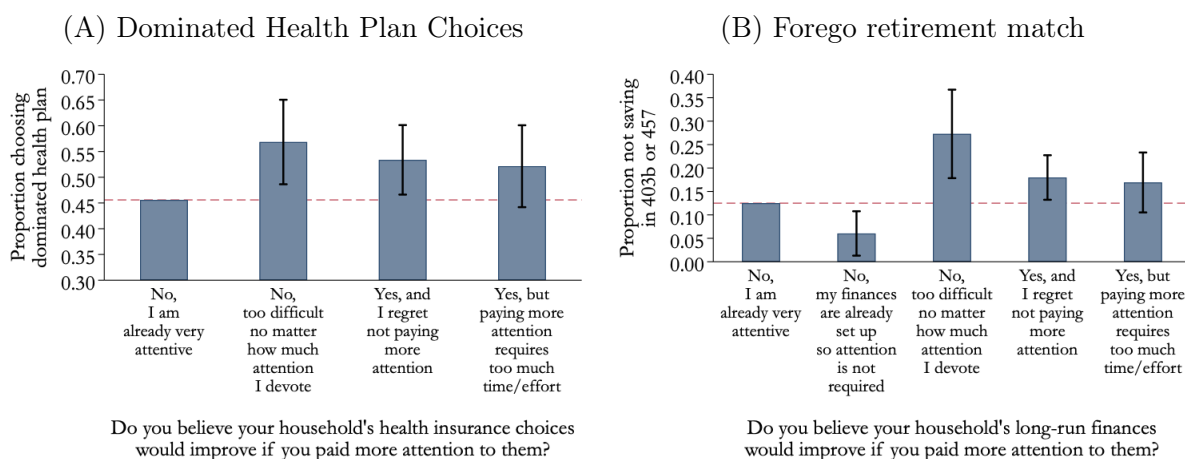 (A) Dominated Health Plan Choices
Proportion choosing
dominated health plan
0.70
0.65
0.60
0.55
0.50
0.45
0.40
0.35
0.30
No,
I am
already very
attentive
No,
too difficult
no matter
how much
attention
I devote
Yes, and
I regret
not paying
more
attention
Yes, but
paying more
attention
requires
too much
time/effort
Do you believe your household's health insurance choices
would improve if you paid more attention to them?
(B) Forego retirement match
Proportion not saving
in 403b or 457
0.40
0.35
0.30
0.25
0.20
0.15
0.10
0.05
0.00
No,
I am
already very
attentive
No,
my finances
are already
set up
so attention
is not
required
No,
too difficult
no matter
how much
attention
I devote
Yes, and
I regret
not paying
more
attention
Yes, but
paying more
attention
requires
too much
time/effort
Do you believe your household's long-run finances
would improve if you paid more attention to them?